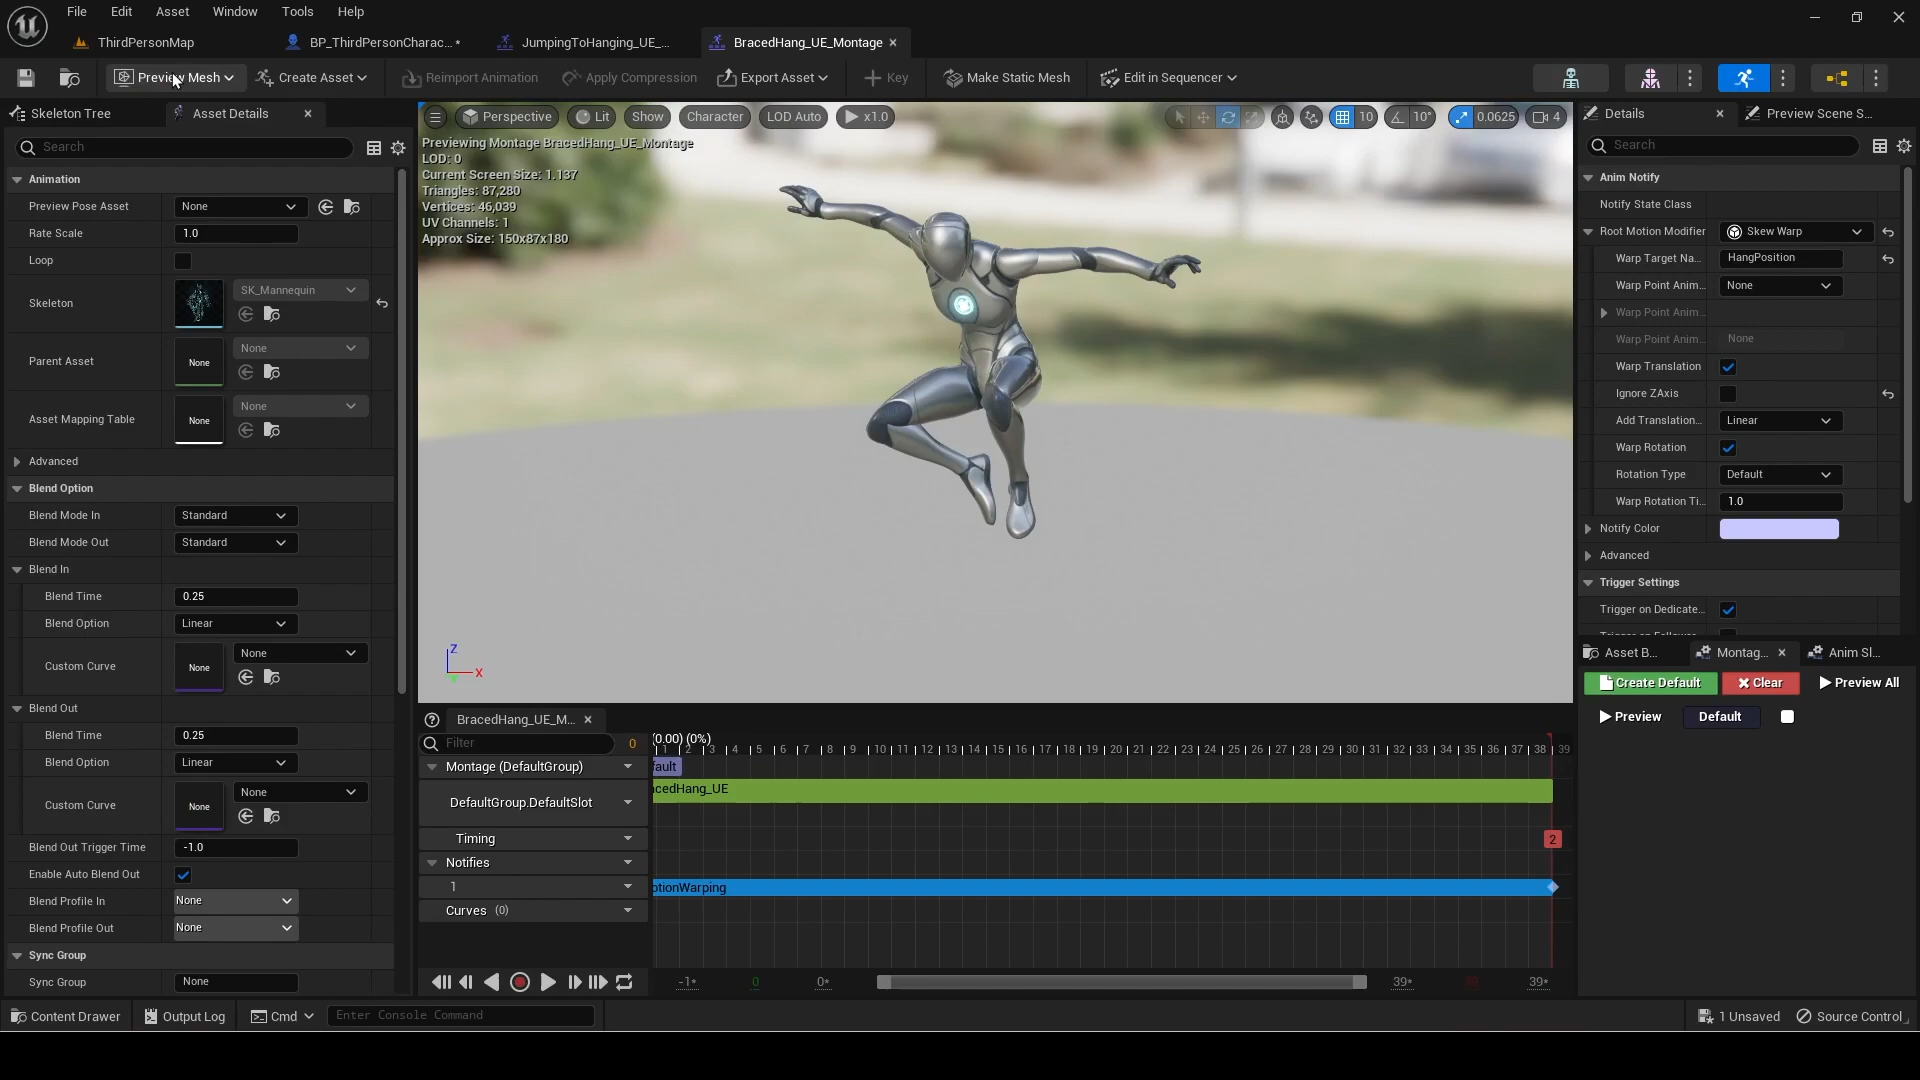 File Edit Asset Window Tools Help
ThirdPersonMap BP_ThirdPersonCharac... * JumpingToHanging_UE_... BracedHang_UE_Montage
Preview Mesh Create Asset Reimport Animation Apply Compression Export Asset Key Make Static Mesh Edit in Sequencer
Skeleton Tree Asset Details
Search
Animation
Preview Pose Asset None
Rate Scale 1.0
Loop
Skeleton SK_Mannequin
Parent Asset None None
Asset Mapping Table None None
Advanced
Blend Option
Blend Mode In Standard
Blend Mode Out Standard
Blend In
Blend Time 0.25
Blend Option Linear
Custom Curve None None
Blend Out
Blend Time 0.25
Blend Option Linear
Custom Curve None None
Blend Out Trigger Time -1.0
Enable Auto Blend Out
Blend Profile In None
Blend Profile Out None
Sync Group
Sync Group None
Perspective Lit Show Character LOD Auto x1.0 10 10° 0.0625 4
Previewing Montage BracedHang_UE_Montage
LOD: 0
Current Screen Size: 1.137
Triangles: 87,280
Vertices: 46,039
UV Channels: 1
Approx Size: 150x87x180
Z
X
BracedHang_UE_M...
Filter 0 (0.00) (0%)
1 2 3 4 5 6 7 8 9 10 11 12 13 14 15 16 17 18 19 20 21 22 23 24 25 26 27 28 29 30 31 32 33 34 35 36 37 38 39
Montage (DefaultGroup) fault
DefaultGroup.DefaultSlot acedHang_UE
Timing 2
Notifies
1 otionWarping
Curves (0)
-1* 0 0* 39* 39*
Details Preview Scene S...
Search
Anim Notify
Notify State Class
Root Motion Modifier Skew Warp
Warp Target Na... HangPosition
Warp Point Anim... None
Warp Point Anim...
Warp Point Anim... None
Warp Translation
Ignore ZAxis
Add Translation... Linear
Warp Rotation
Rotation Type Default
Warp Rotation Ti... 1.0
Notify Color
Advanced
Trigger Settings
Trigger on Dedicate...
Asset B... Montag... Anim Sl...
Create Default Clear Preview All
Preview Default
Content Drawer Output Log Cmd Enter Console Command 1 Unsaved Source Control